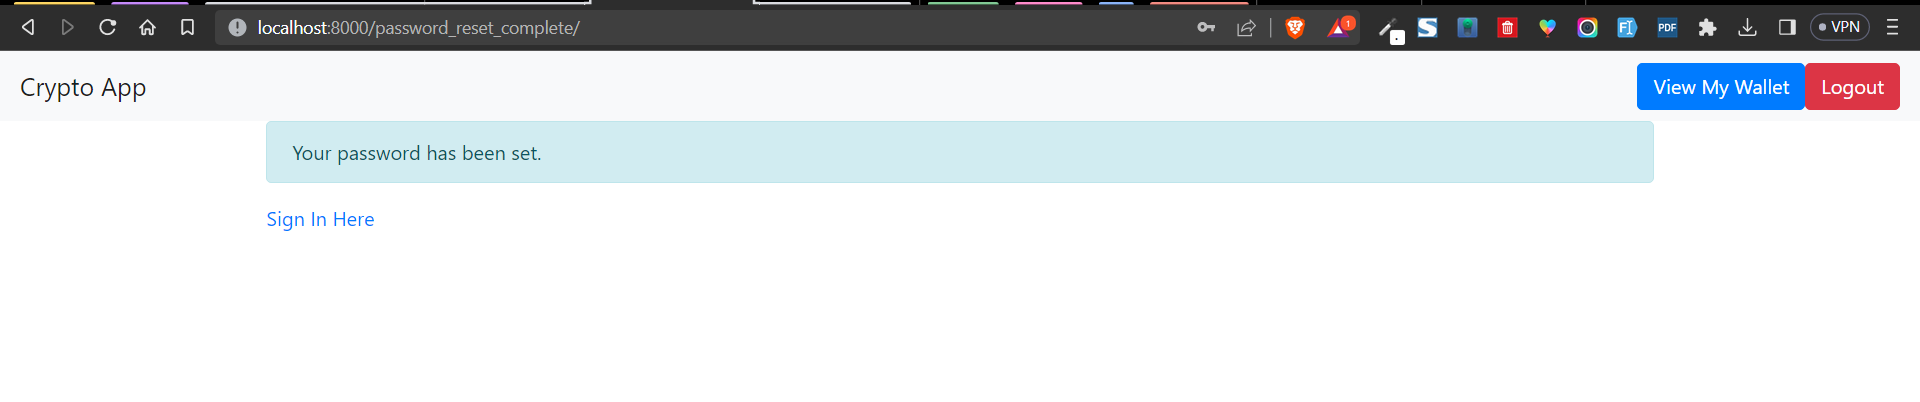 localhost:8000/password_reset_complete/
1
S
PDF
VPN
Crypto App
View My Wallet
Logout
Your password has been set.
Sign In Here